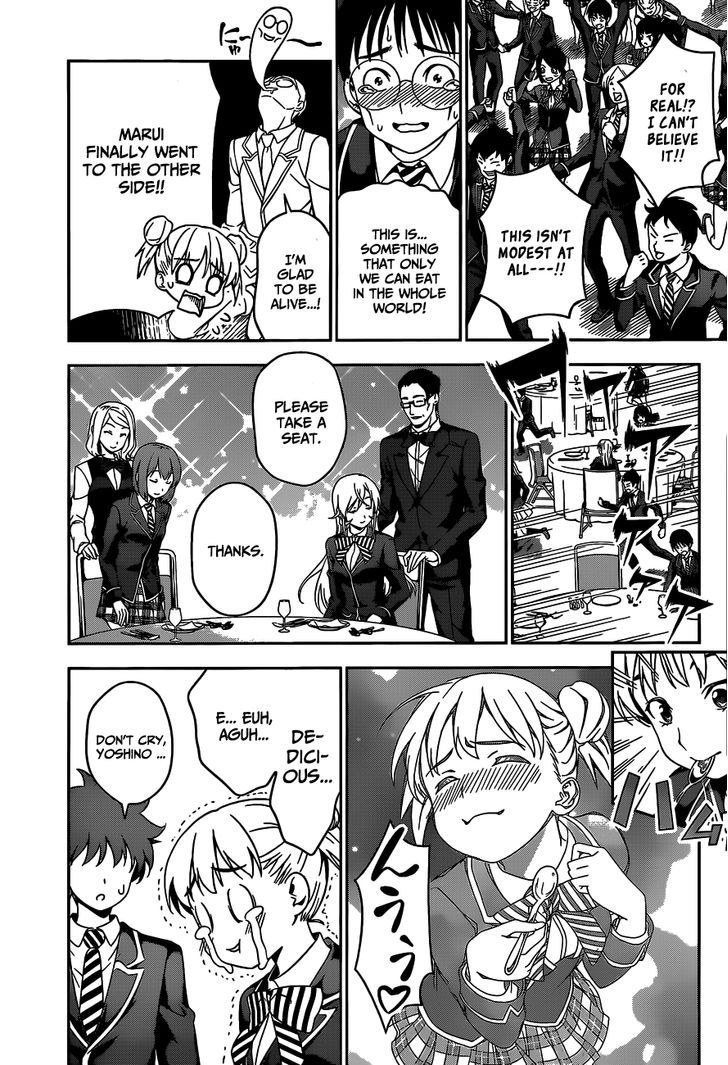 FOR
REAL!?
I CAN'T
BELIEVE
IT!!
THIS ISN'T
MODEST AT
ALL---!!
THIS IS...
SOMETHING
THAT ONLY
WE CAN EAT
IN THE WHOLE
WORLD!
MARUI
FINALLY WENT
TO THE OTHER
SIDE!!
I'M
GLAD
TO BE
ALIVE...!
PLEASE
TAKE A
SEAT.
THANKS.
んうぅ♡
E... EUH,
AGUH...
DE-
DICI-
OUS...
DON'T CRY,
YOSHINO ...